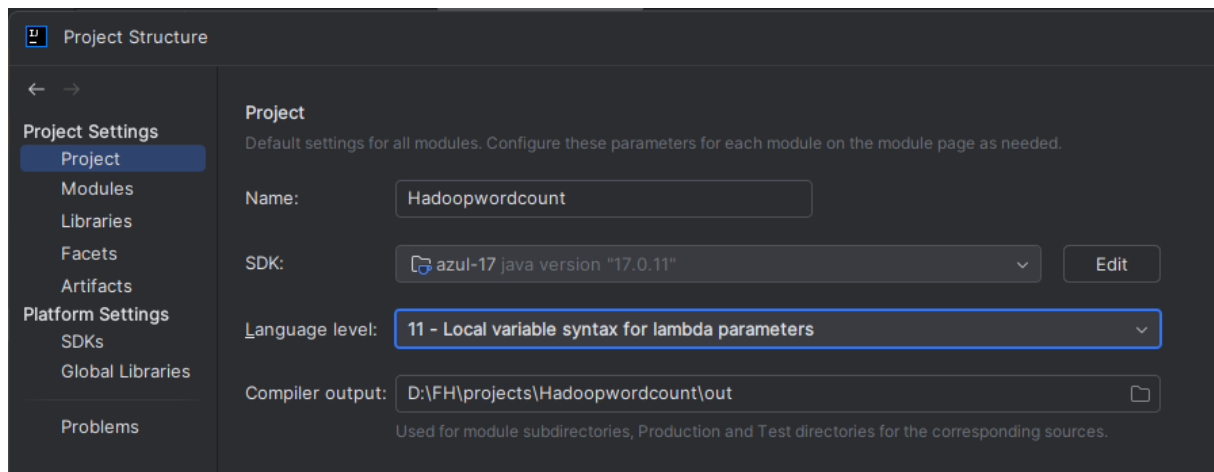 Project Structure
Project Settings
Project
Modules
Libraries
Facets
Artifacts
Platform Settings
SDKs
Global Libraries
Problems
Project
Default settings for all modules. Configure these parameters for each module on the module page as needed.
Name: Hadoopwordcount
SDK: azul-17 java version "17.0.11" Edit
Language level: 11 - Local variable syntax for lambda parameters
Compiler output: D:\FH\projects\Hadoopwordcount\out
Used for module subdirectories, Production and Test directories for the corresponding sources.